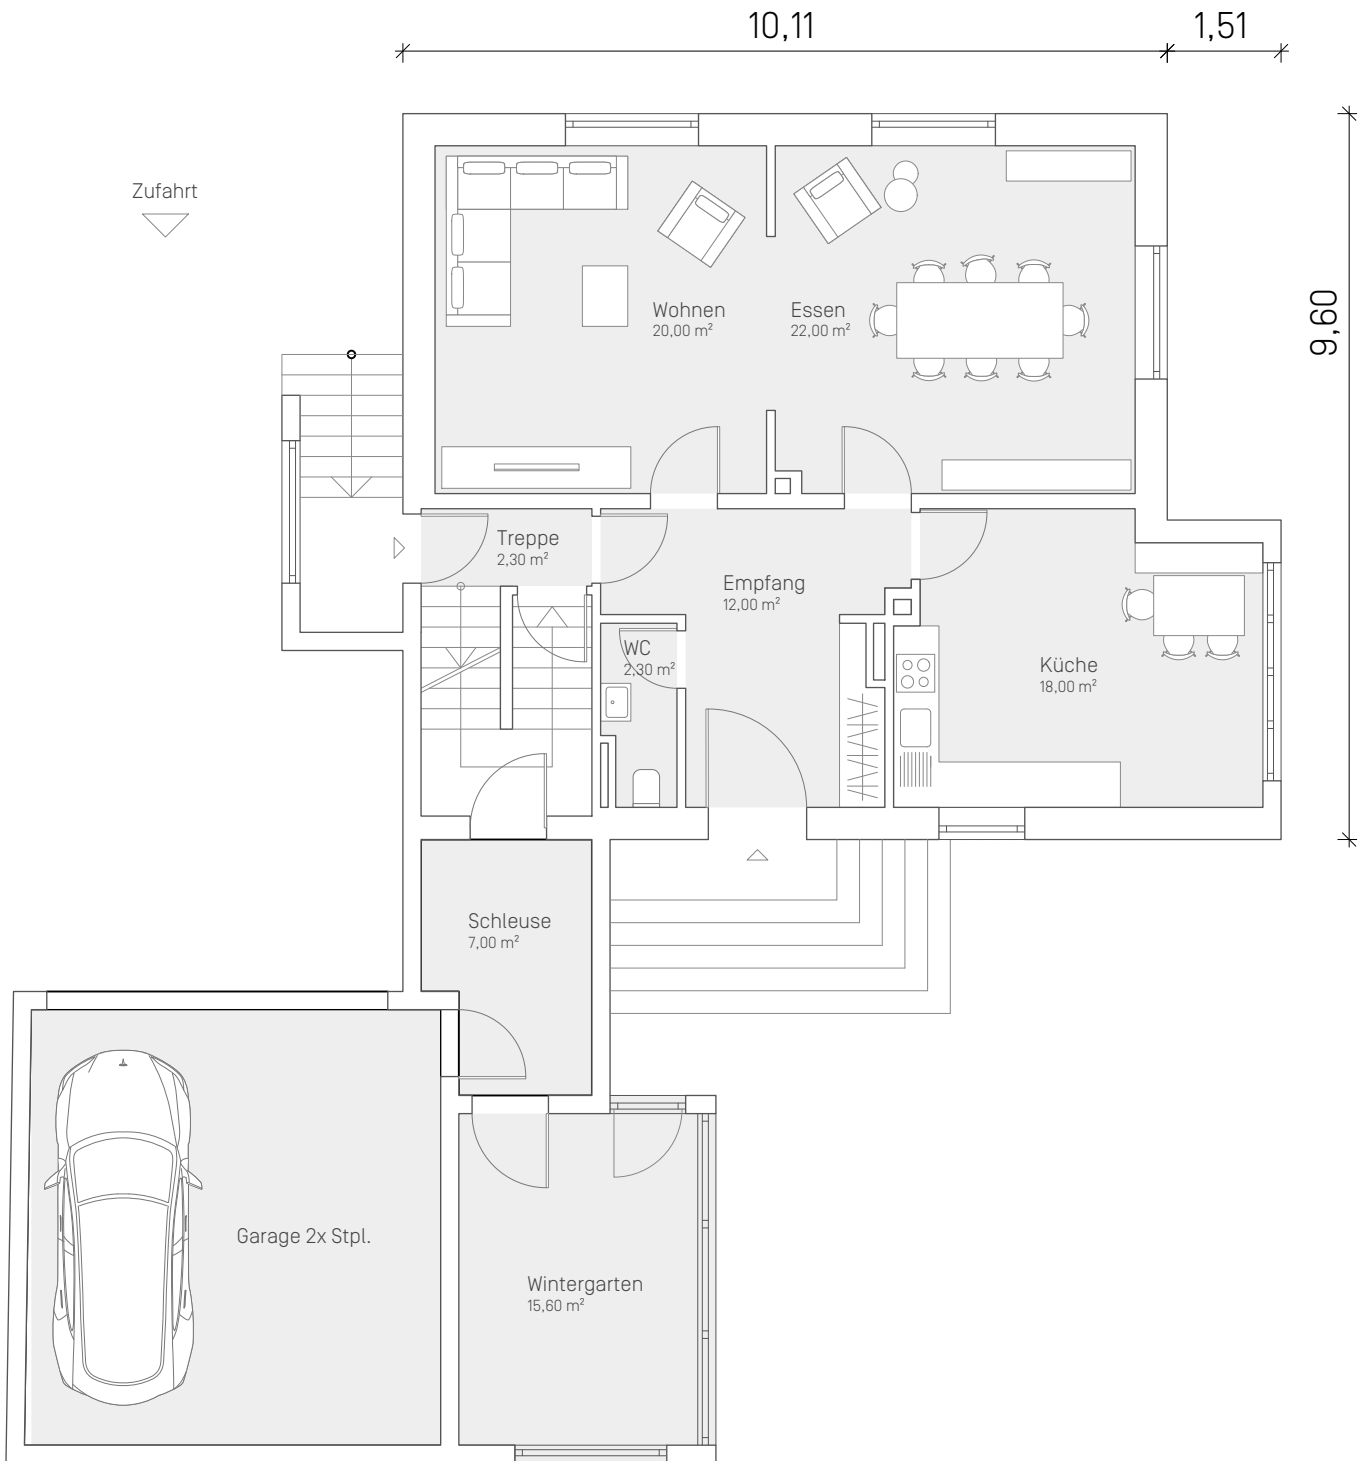 10,11
1,51
Zufahrt
9,60
Wohnen
20,00 m²
Essen
22,00 m²
Treppe
2,30 m²
Empfang
12,00 m²
WC
2,30 m²
Küche
18,00 m²
Schleuse
7,00 m²
Garage 2x Stpl.
Wintergarten
15,60 m²